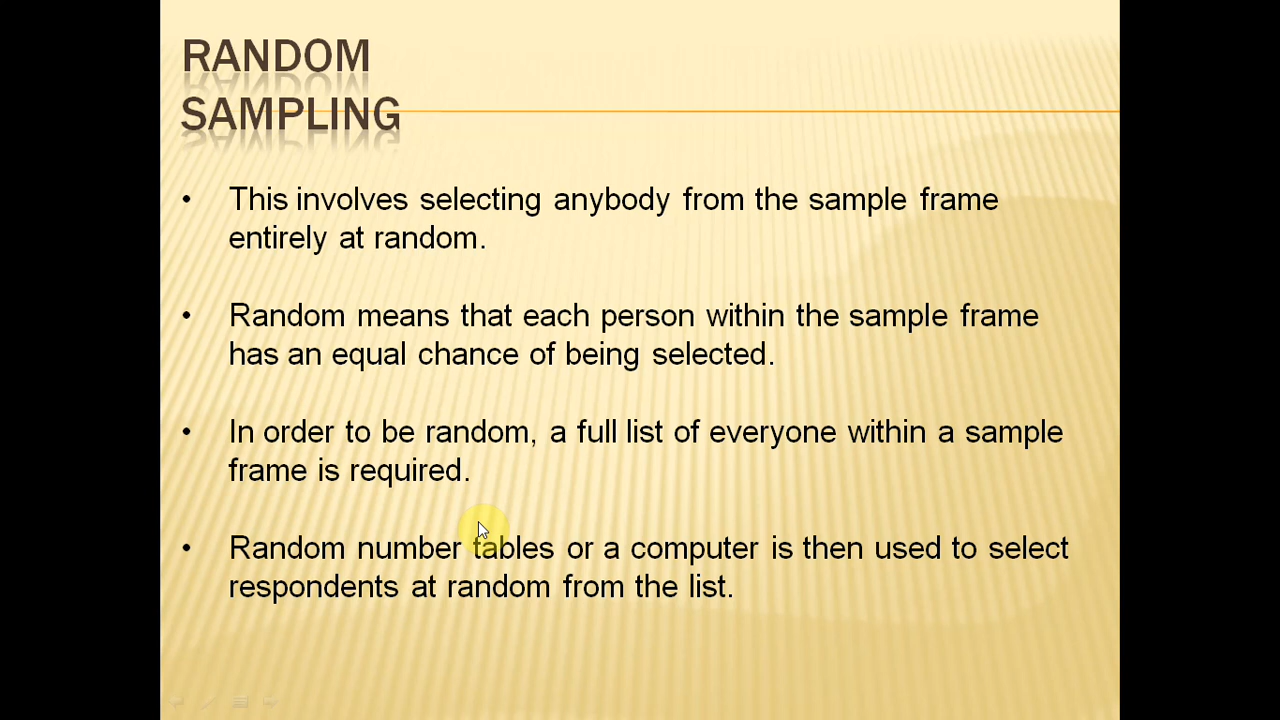 RANDOM
SAMPLING
• This involves selecting anybody from the sample frame
entirely at random.
• Random means that each person within the sample frame
has an equal chance of being selected.
• In order to be random, a full list of everyone within a sample
frame is required.
• Random number tables or a computer is then used to select
respondents at random from the list.